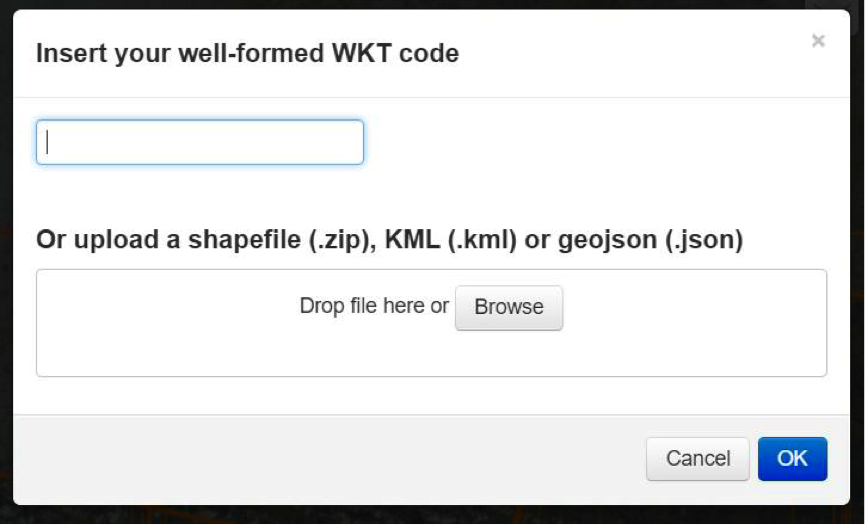 Insert your well-formed WKT code
×
Or upload a shapefile (.zip), KML (.kml) or geojson (.json)
Drop file here or Browse
Cancel OK